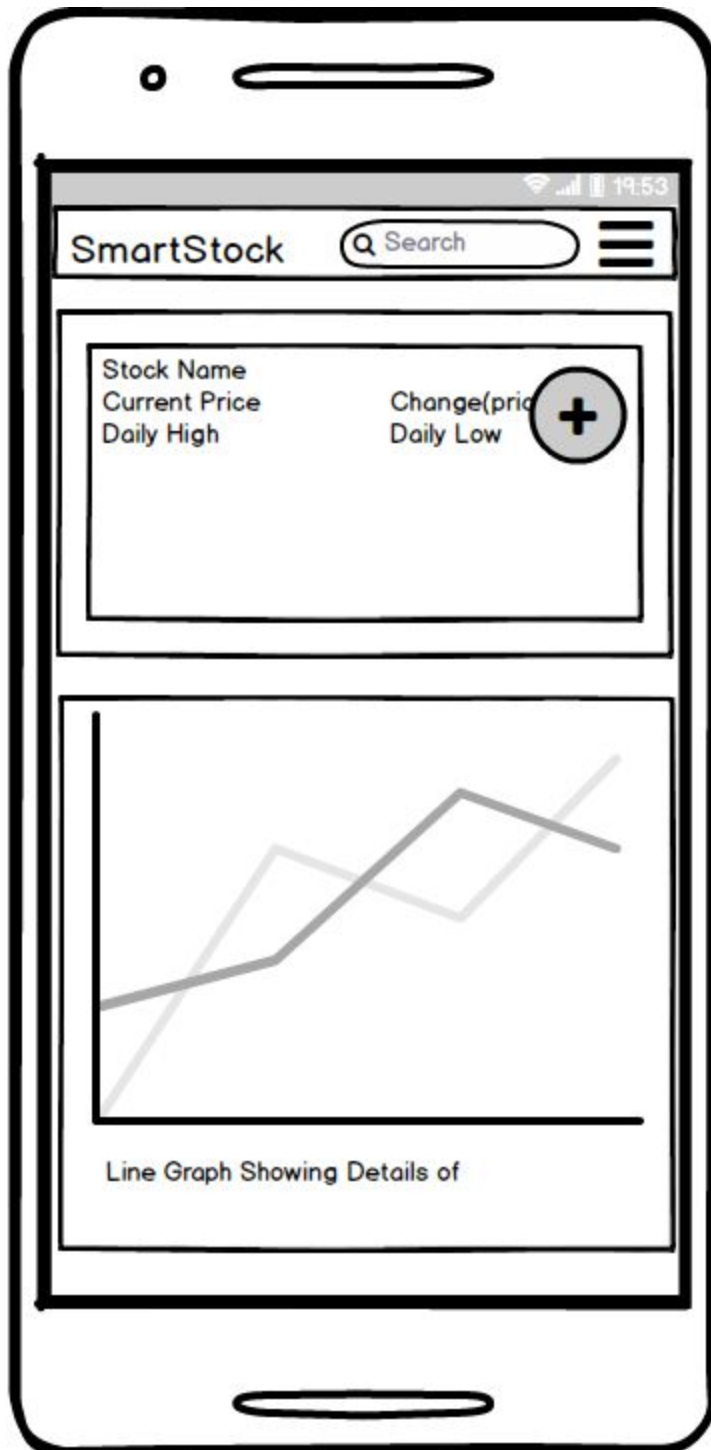 19:53
SmartStock
Search
Stock Name
Current Price Change(pric
Daily High Daily Low
Line Graph Showing Details of